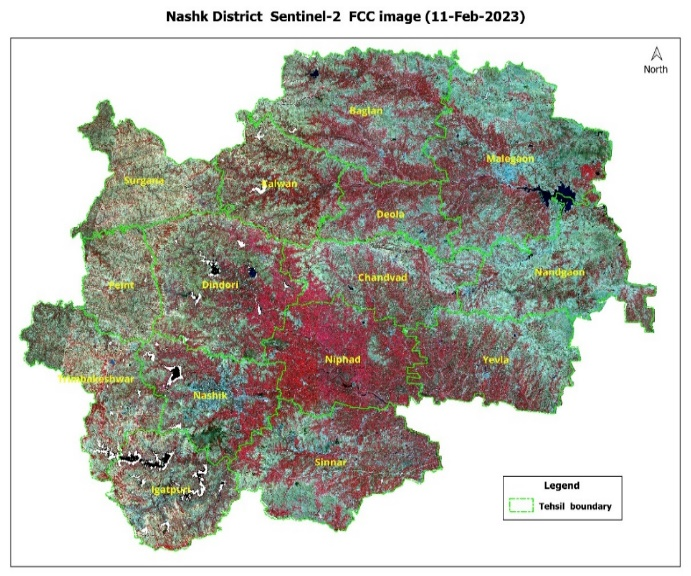 Nashk District Sentinel-2 FCC image (11-Feb-2023)
North
Baglan
Malegaon
Surgana
Kalwan
Deola
Nandgaon
Chandvad
Peint
Dindori
Niphad
Yevla
Trimbakeshwar
Nashik
Sinnar
Igatpuri
Legend
Tehsil boundary